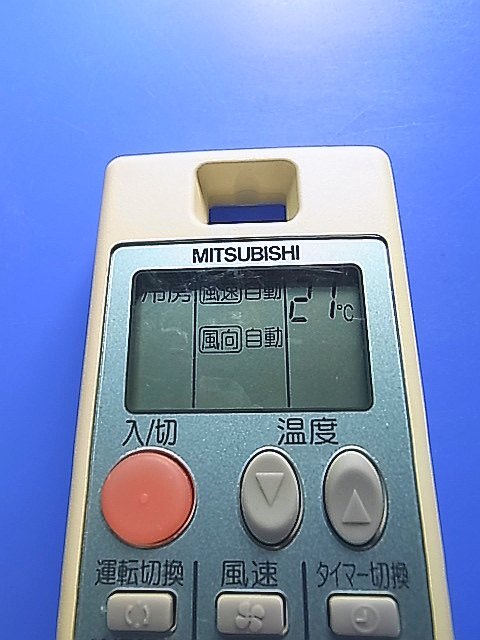 MITSUBISHI
冷房 風速 自動 27℃
風向 自動
入/切 温度
運転切換 風速 タイマー切換